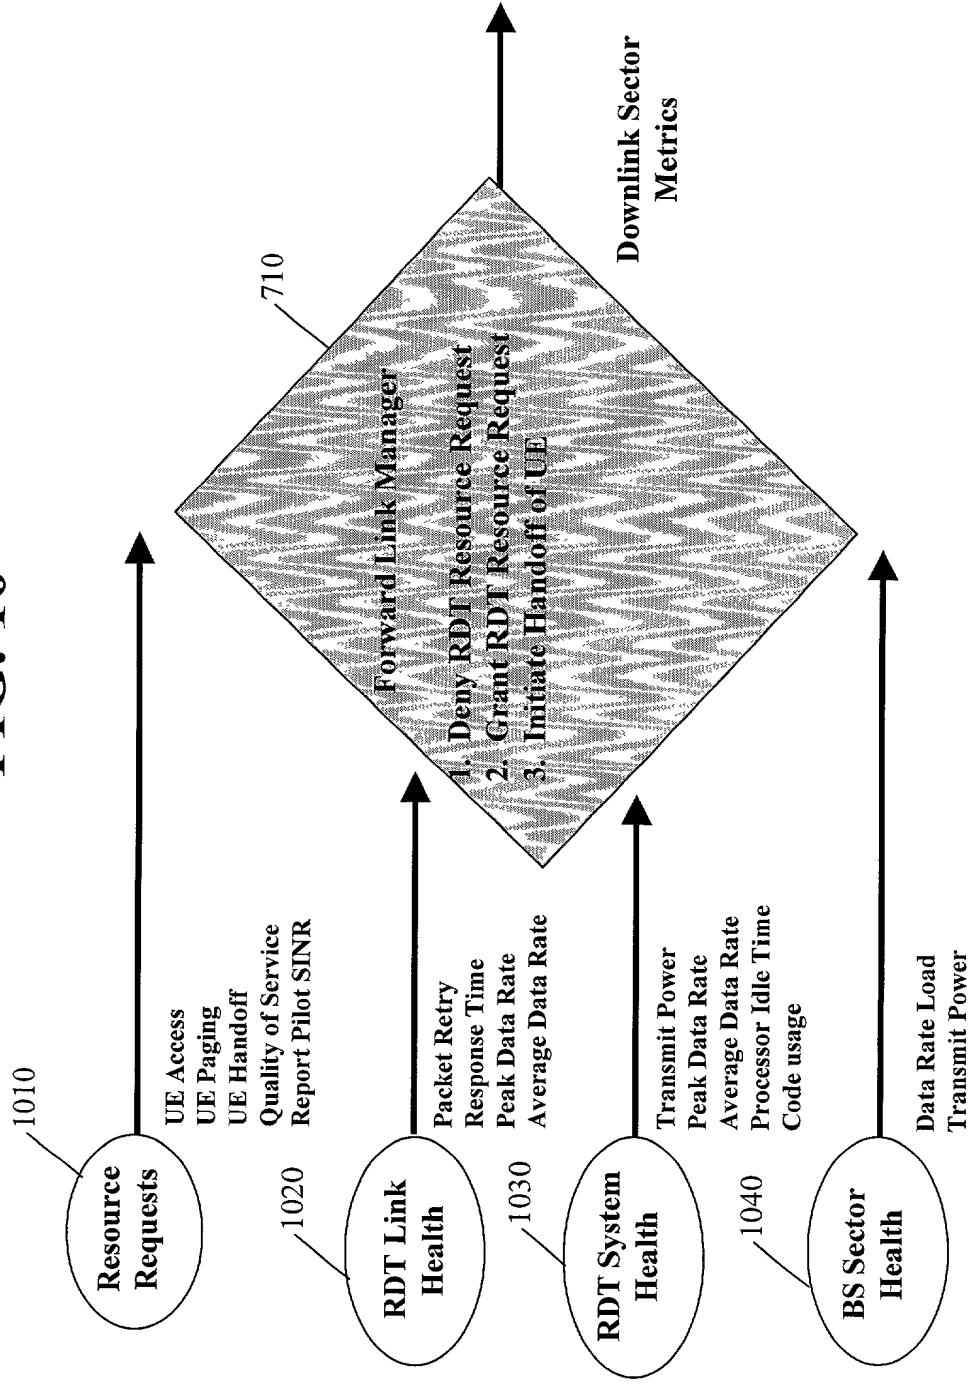 1010
Resource
Requests
UE Access
UE Paging
UE Handoff
Quality of Service
Report Pilot SINR
1020
RDT Link
Health
Packet Retry
Response Time
Peak Data Rate
Average Data Rate
1030
RDT System
Health
Transmit Power
Peak Data Rate
Average Data Rate
Processor Idle Time
Code usage
1040
BS Sector
Health
Data Rate Load
Transmit Power
710
Forward Link Manager
1. Deny RDT Resource Request
2. Grant RDT Resource Request
3. Initiate Handoff of UE
Downlink Sector
Metrics